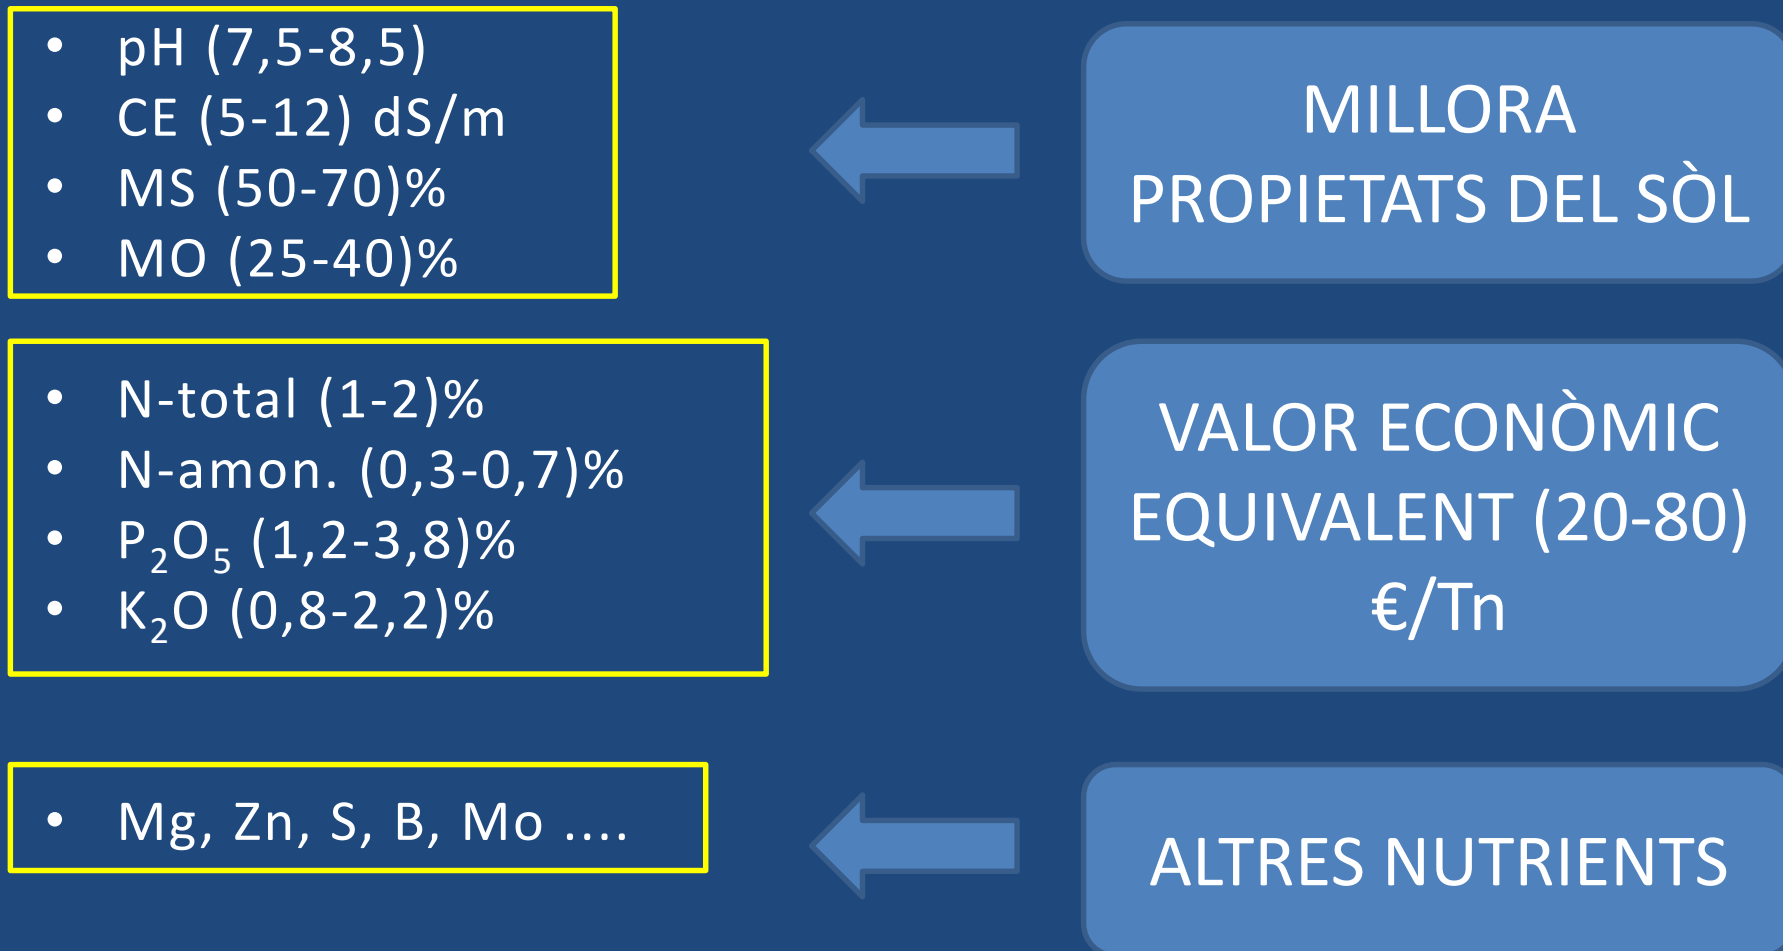 • pH (7,5-8,5)
• CE (5-12) dS/m
• MS (50-70)%
• MO (25-40)%
MILLORA
PROPIETATS DEL SÒL
• N-total (1-2)%
• N-amon. (0,3-0,7)%
• P₂O₅ (1,2-3,8)%
• K₂O (0,8-2,2)%
VALOR ECONÒMIC
EQUIVALENT (20-80)
€/Tn
• Mg, Zn, S, B, Mo ....
ALTRES NUTRIENTS